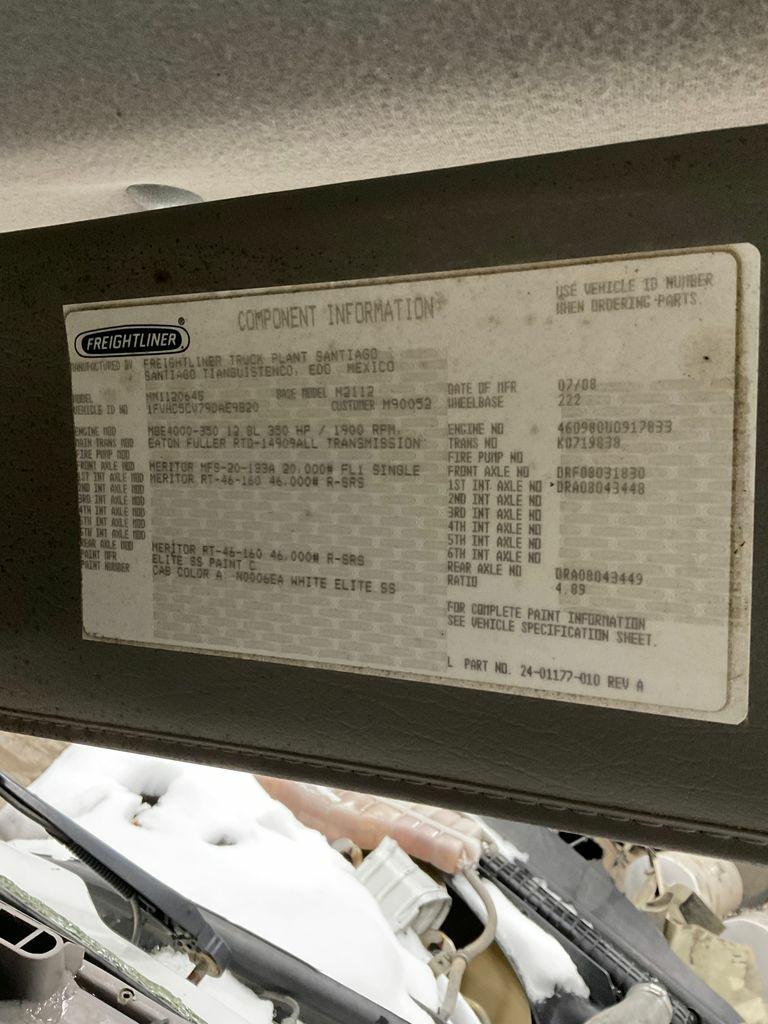 COMPONENT INFORMATION
USE VEHICLE ID NUMBER
WHEN ORDERING PARTS.
FREIGHTLINER®
MANUFACTURED BY FREIGHTLINER TRUCK PLANT SANTIAGO
SANTIAGO TIANGUISTENCO, EDO. MEXICO
MODEL MM112064S BASE MODEL M2112 DATE OF MFR 07/08
VEHICLE ID NO CUSTOMER M90052 WHEELBASE 222
ENGINE MOD MBE4000-350 12.8L 350 HP / 1900 RPM. ENGINE NO 460980U0917833
MAIN TRANS MOD EATON FULLER RTO-14909ALL TRANSMISSION TRANS NO K0719838
FIRE PUMP MOD FIRE PUMP NO
FRONT AXLE MOD MERITOR MFS-20-133A 20,000# FL1 SINGLE FRONT AXLE NO ORF08031830
1ST INT AXLE MOD MERITOR RT-46-160 46,000# R-SRS 1ST INT AXLE NO ORA08043448
2ND INT AXLE MOD 2ND INT AXLE NO
3RD INT AXLE MOD 3RD INT AXLE NO
4TH INT AXLE MOD 4TH INT AXLE NO
5TH INT AXLE MOD 5TH INT AXLE NO
6TH INT AXLE MOD 6TH INT AXLE NO
REAR AXLE MOD MERITOR RT-46-160 46,000# R-SRS REAR AXLE NO ORA08043449
PAINT MFR ELITE SS PAINT C RATIO 4.89
PAINT NUMBER CAB COLOR A: N0006EA WHITE ELITE SS
FOR COMPLETE PAINT INFORMATION
SEE VEHICLE SPECIFICATION SHEET.
L PART NO. 24-01177-010 REV A